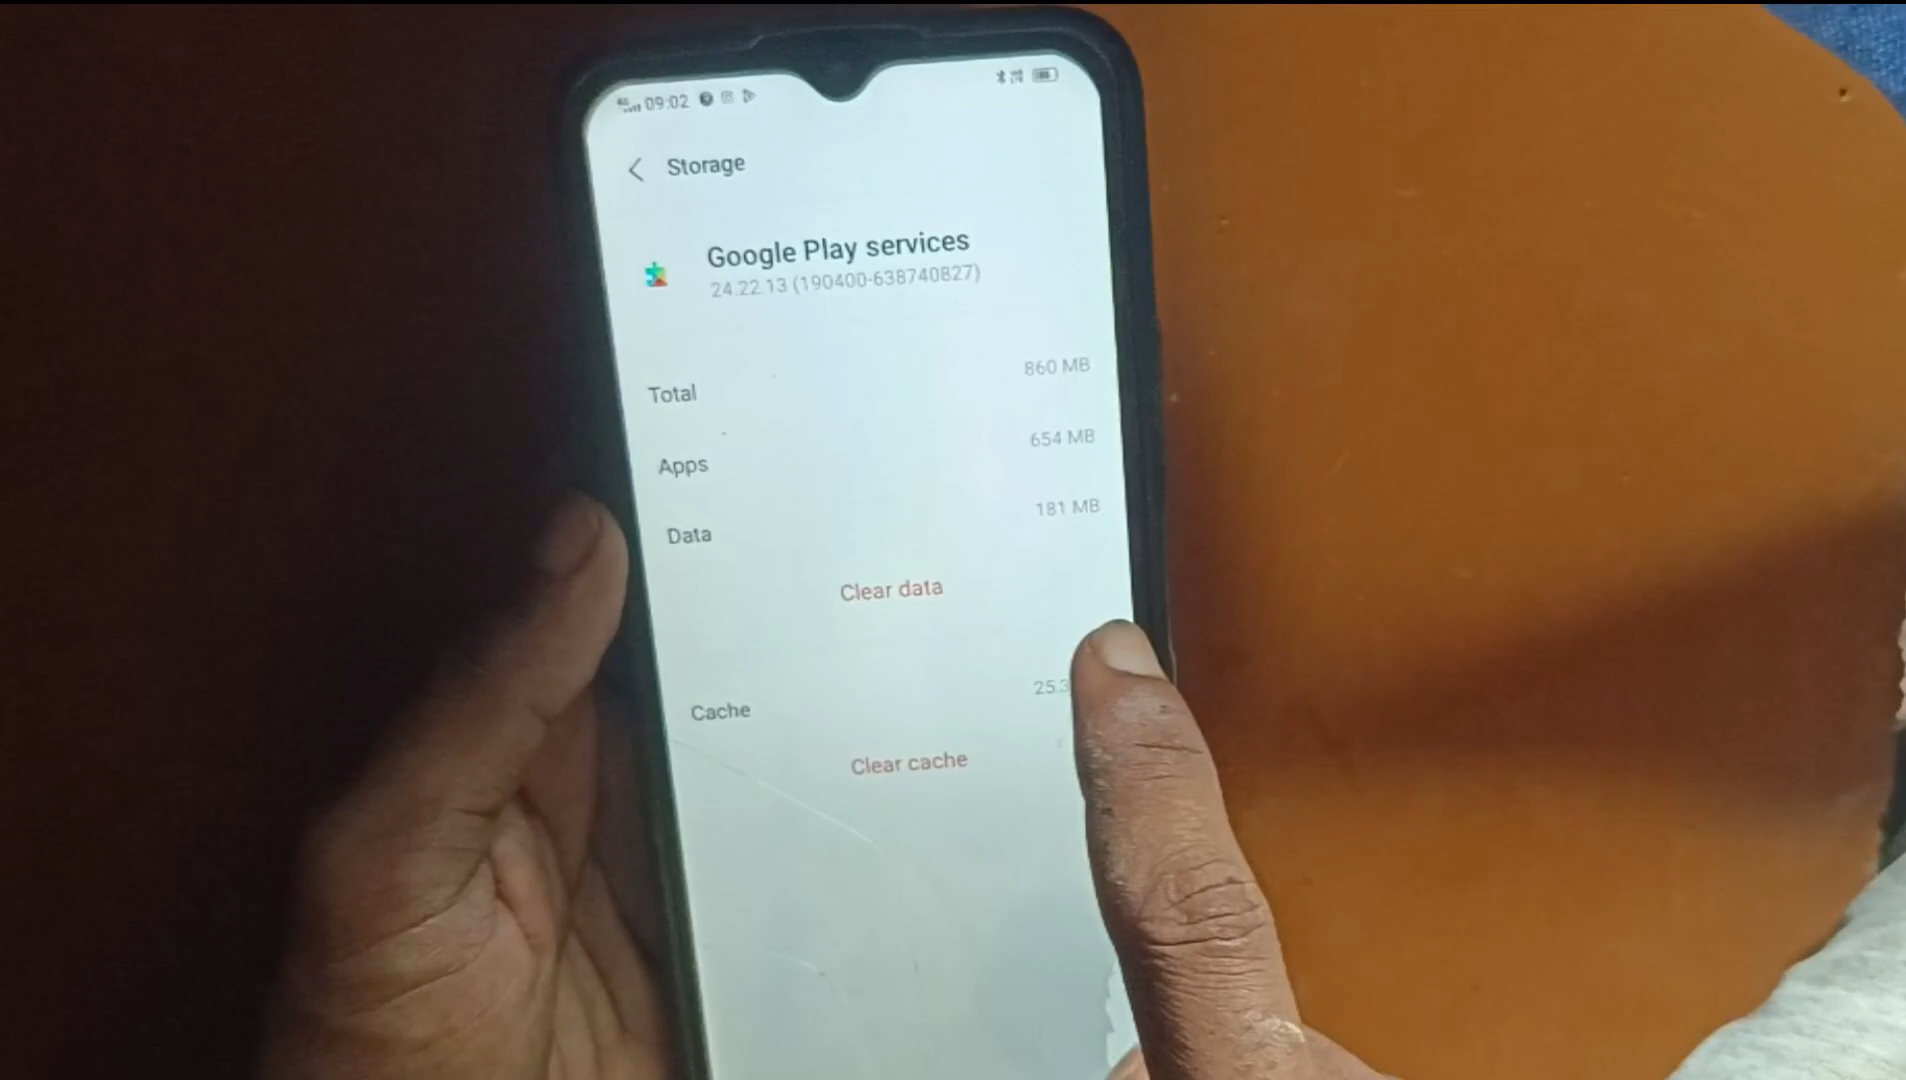 09:02
Storage
Google Play services
24.22.13 (190400-638740827)
Total 860 MB
Apps 654 MB
Data 181 MB
Clear data
Cache 25.3
Clear cache